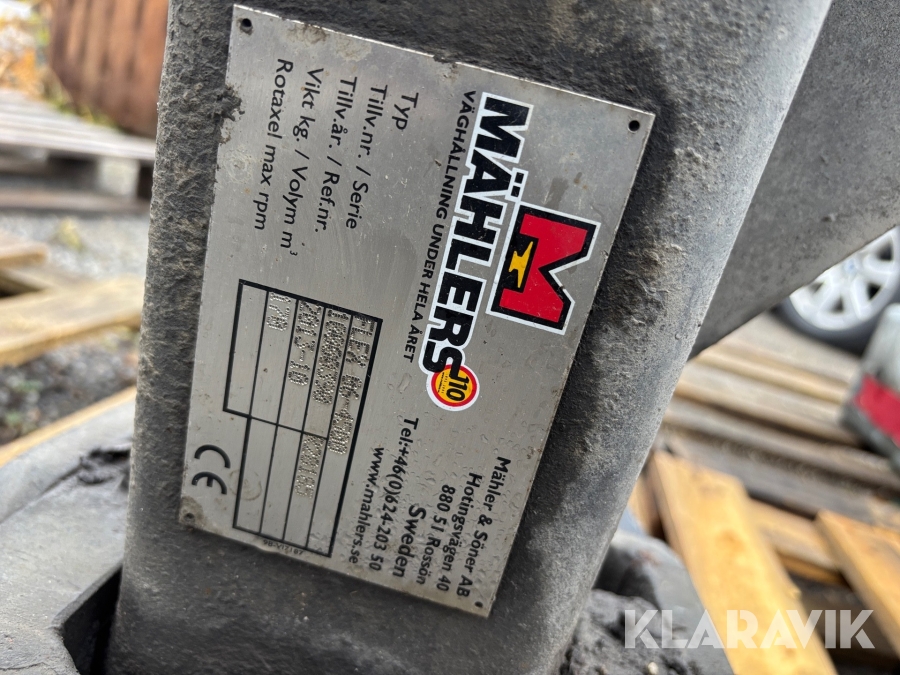 M
MÄHLERS
110
VÄGHÅLLNING UNDER HELA ÅRET
Mähler & Söner AB
Hotingsvägen 40
880 51 Rossön
Sweden
Tel:+46(0)624-203 50
www.mahlers.se
Typ
Tillv.nr. / Serie
Tillv.år. / Ref.nr. 2013-10
Vikt kg. / Volym m³
Rotaxel max rpm
CE
KLARAVIK